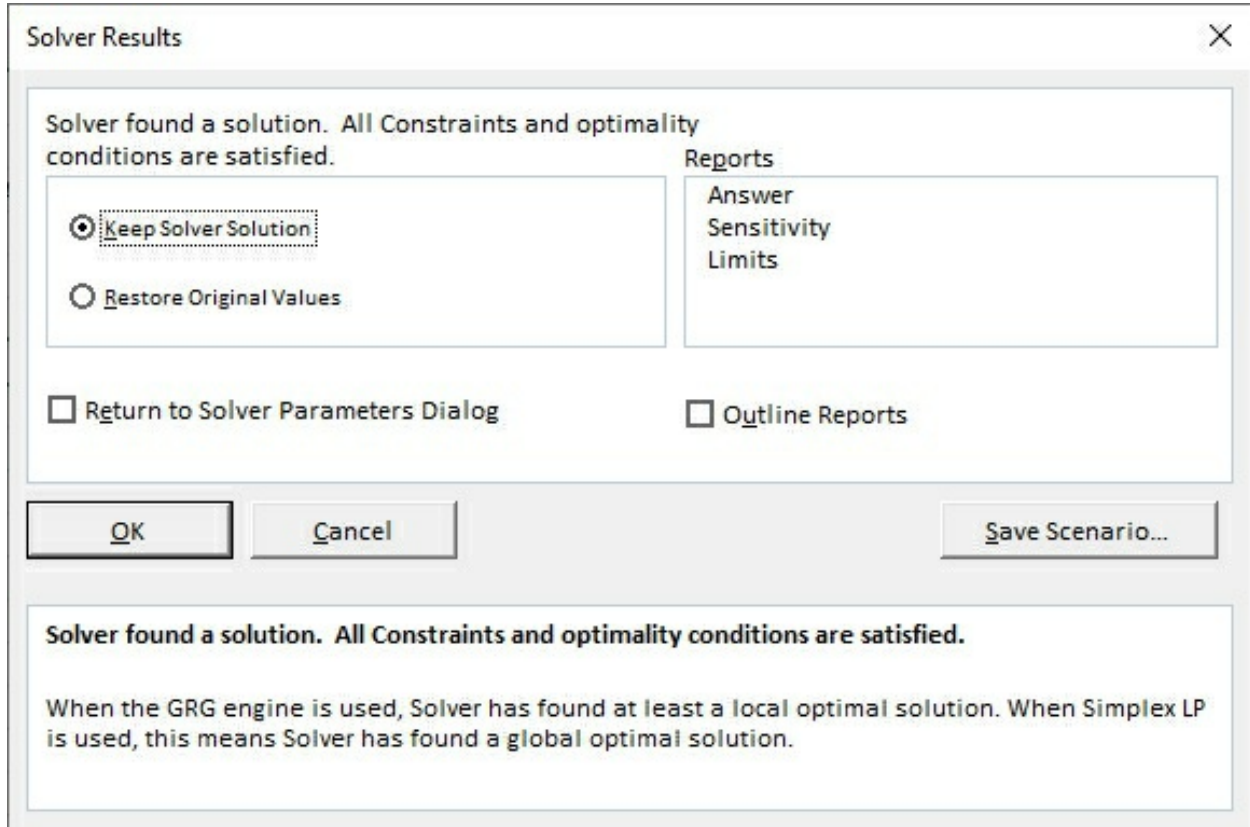 Solver Results
Solver found a solution.  All Constraints and optimality
conditions are satisfied.
Reports
Keep Solver Solution
Restore Original Values
Answer
Sensitivity
Limits
Return to Solver Parameters Dialog
Outline Reports
OK
Cancel
Save Scenario...
Solver found a solution.  All Constraints and optimality conditions are satisfied.
When the GRG engine is used, Solver has found at least a local optimal solution. When Simplex LP
is used, this means Solver has found a global optimal solution.